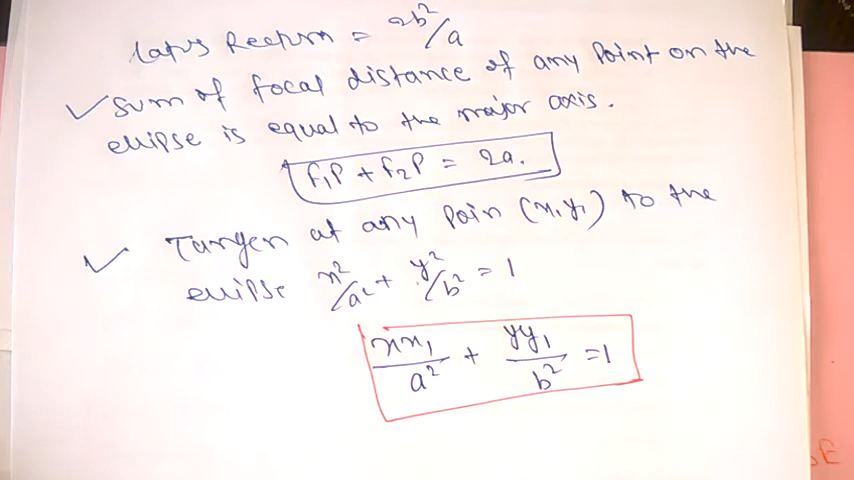 Latus Rectum = 2b²/a
✓ Sum of focal distance of any point on the
ellipse is equal to the major axis.
F₁P + F₂P = 2a.
✓ Tangen at any Poin (x₁y₁) to the
ellipse x²/a² + y²/b² = 1
xx₁/a² + yy₁/b² = 1
E